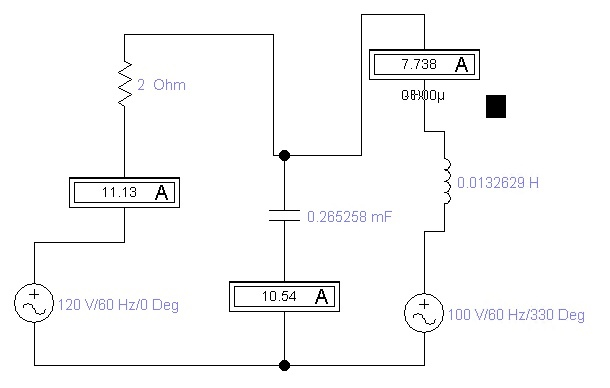 7.738 A
2 Ohm
0.0132629 H
11.13 A
0.265258 mF
10.54 A
120 V/60 Hz/0 Deg
100 V/60 Hz/330 Deg